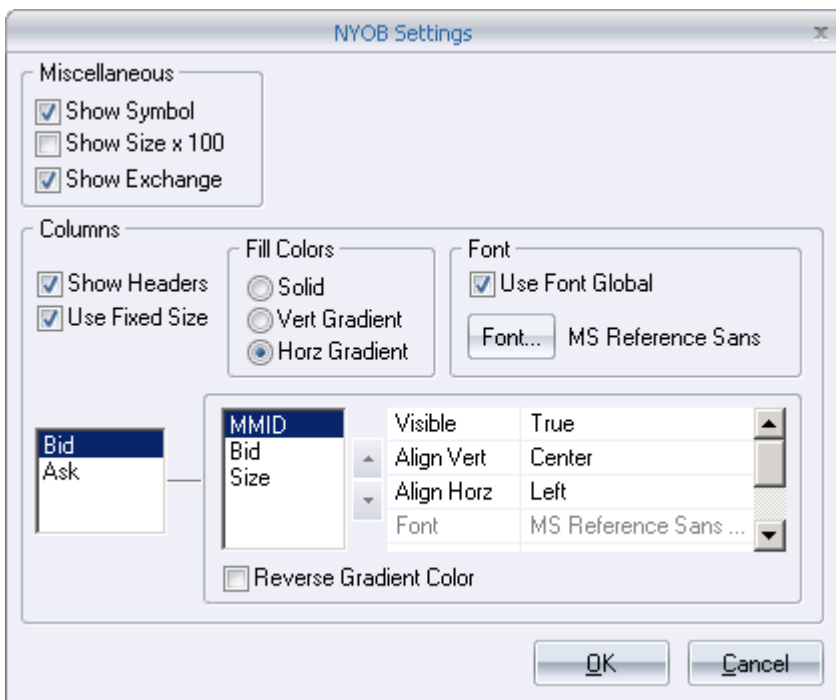 NYOB Settings
Miscellaneous
Show Symbol
Show Size x 100
Show Exchange
Columns
Show Headers
Use Fixed Size
Fill Colors
Solid
Vert Gradient
Horz Gradient
Font
Use Font Global
Font... MS Reference Sans
Bid
Ask
MMID
Bid
Size
Visible True
Align Vert Center
Align Horz Left
Font MS Reference Sans ...
Reverse Gradient Color
OK Cancel